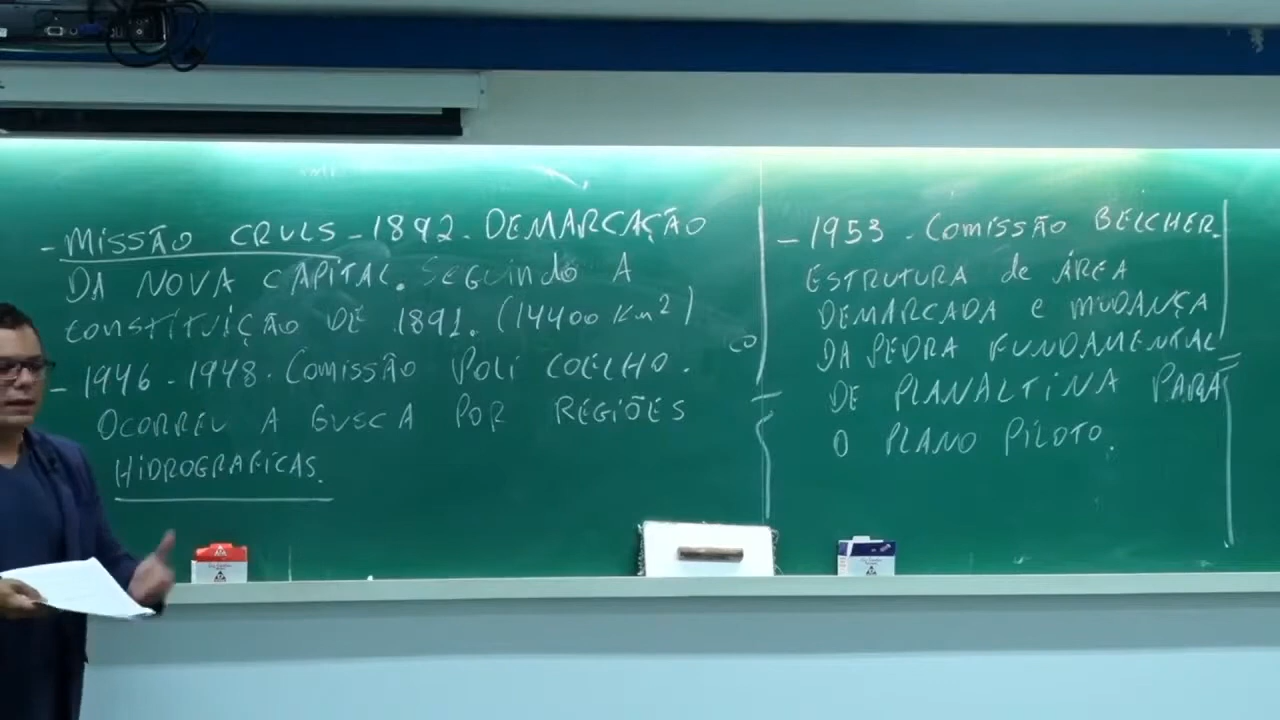 - MISSÃO CRULS - 1892. DEMARCAÇÃO
DA NOVA CAPITAL. SEGUINDO A
CONSTITUIÇÃO DE 1891. (14400 Km²)
- 1946 - 1948. COMISSÃO POLI COELHO.
OCORREU A BUSCA POR REGIÕES
HIDROGRAFICAS.
- 1953. COMISSÃO BELCHER.
ESTRUTURA de ÁREA
DEMARCADA e MUDANÇA
DA PEDRA FUNDAMENTAL
DE PLANALTINA PARA
O PLANO PILOTO.